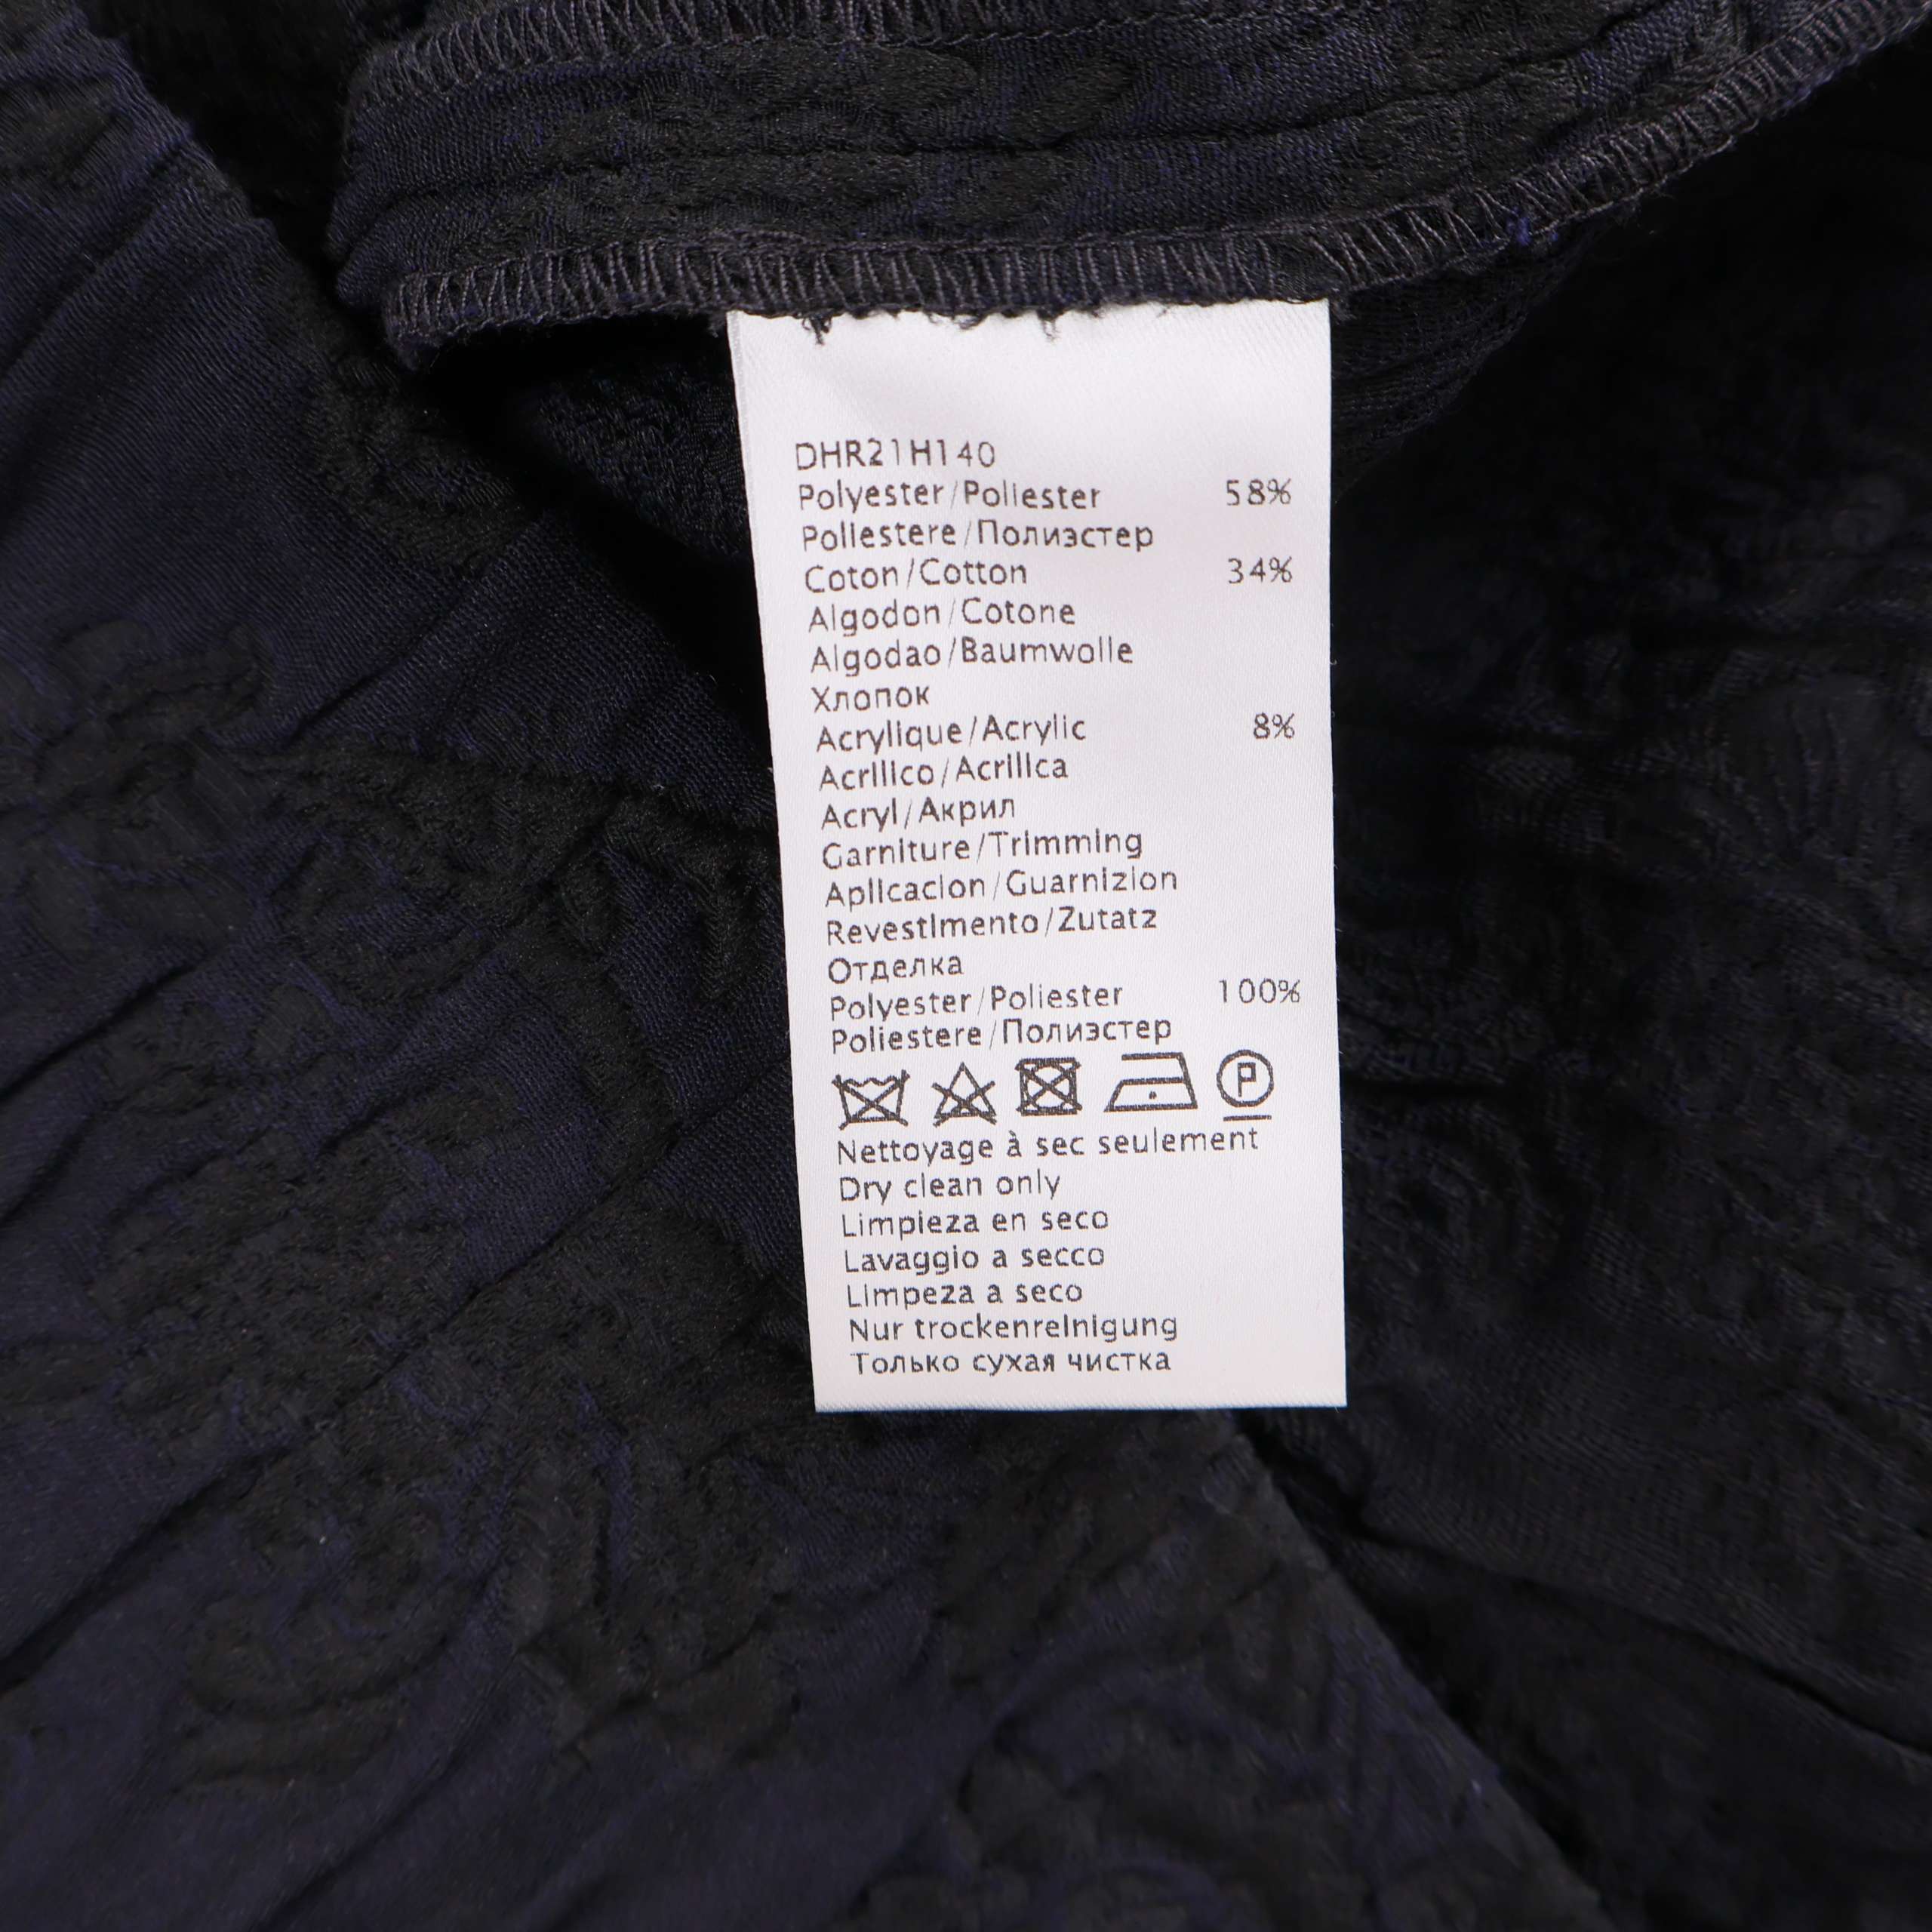 DHR21H140
Polyester/Poliester 58%
Poliestere/Полиэстер
Coton/Cotton 34%
Algodon/Cotone
Algodao/Baumwolle
Хлопок
Acrylique/Acrylic 8%
Acrilico/Acrilica
Acryl/Акрил
Garniture/Trimming
Aplicacion/Guarnizion
Revestimento/Zutatz
Отделка
Polyester/Poliester 100%
Poliestere/Полиэстер
P
Nettoyage à sec seulement
Dry clean only
Limpieza en seco
Lavaggio a secco
Limpeza a seco
Nur trockenreinigung
Только сухая чистка